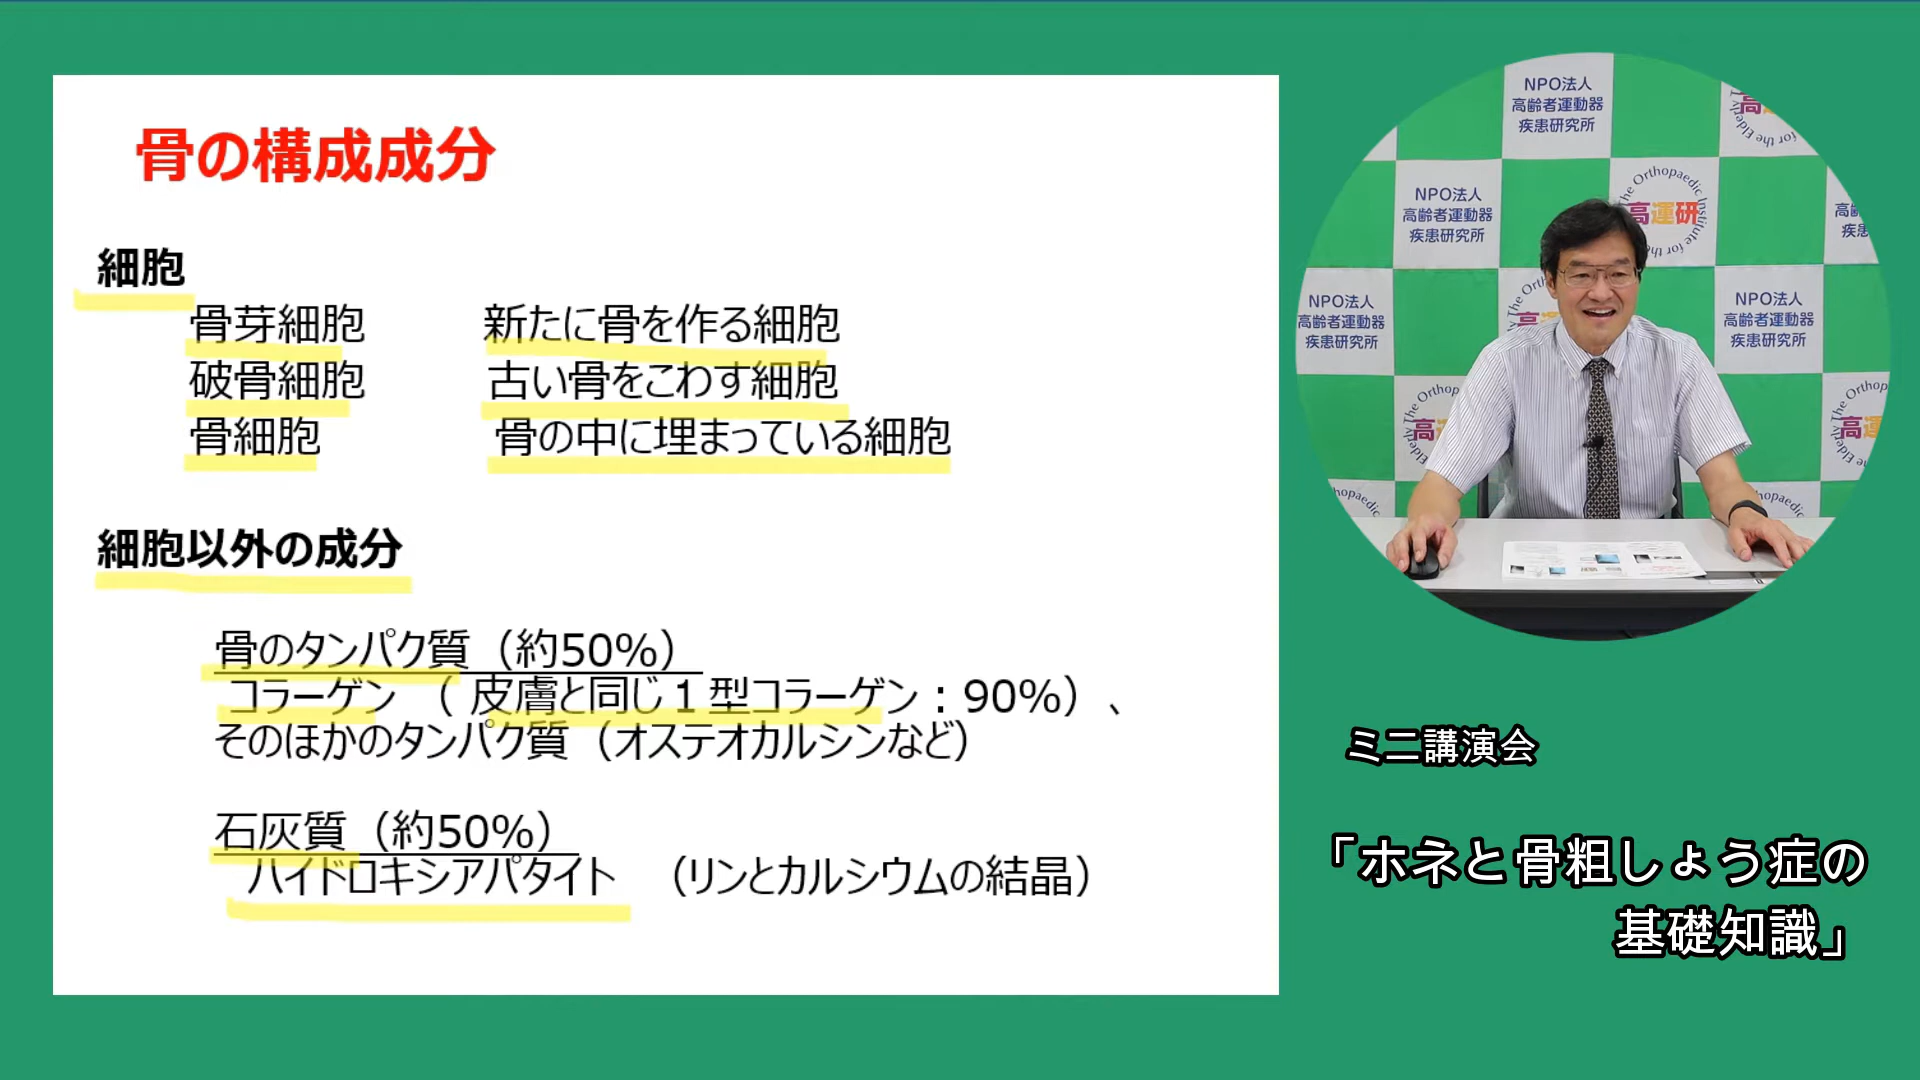 骨の構成成分
細胞
骨芽細胞 新たに骨を作る細胞
破骨細胞 古い骨をこわす細胞
骨細胞 骨の中に埋まっている細胞
細胞以外の成分
骨のタンパク質（約50%）
コラーゲン （ 皮膚と同じ１型コラーゲン：90%）、
そのほかのタンパク質（オステオカルシンなど）
石灰質（約50%）
ハイドロキシアパタイト （リンとカルシウムの結晶）
NPO法人
高齢者運動器
疾患研究所
NPO法人
高齢者運動器
疾患研究所
The Orthopaedic Institute for the Elderly
高運研
NPO法人
高齢者運動器
疾患研究所
NPO法人
高齢者運動器
疾患研究所
ミニ講演会
「ホネと骨粗しょう症の
基礎知識」